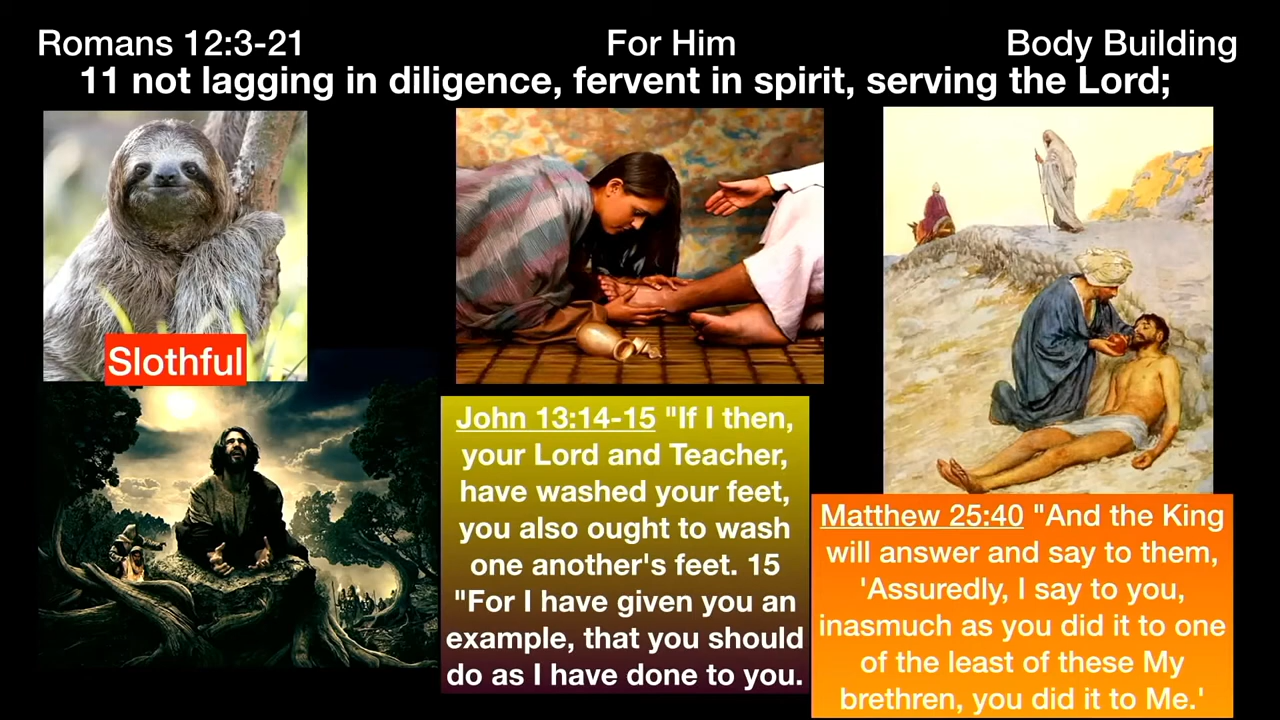 Romans 12:3-21 For Him Body Building
11 not lagging in diligence, fervent in spirit, serving the Lord;
Slothful
John 13:14-15 "If I then,
your Lord and Teacher,
have washed your feet,
you also ought to wash
one another's feet. 15
"For I have given you an
example, that you should
do as I have done to you.
Matthew 25:40 "And the King
will answer and say to them,
'Assuredly, I say to you,
inasmuch as you did it to one
of the least of these My
brethren, you did it to Me.'